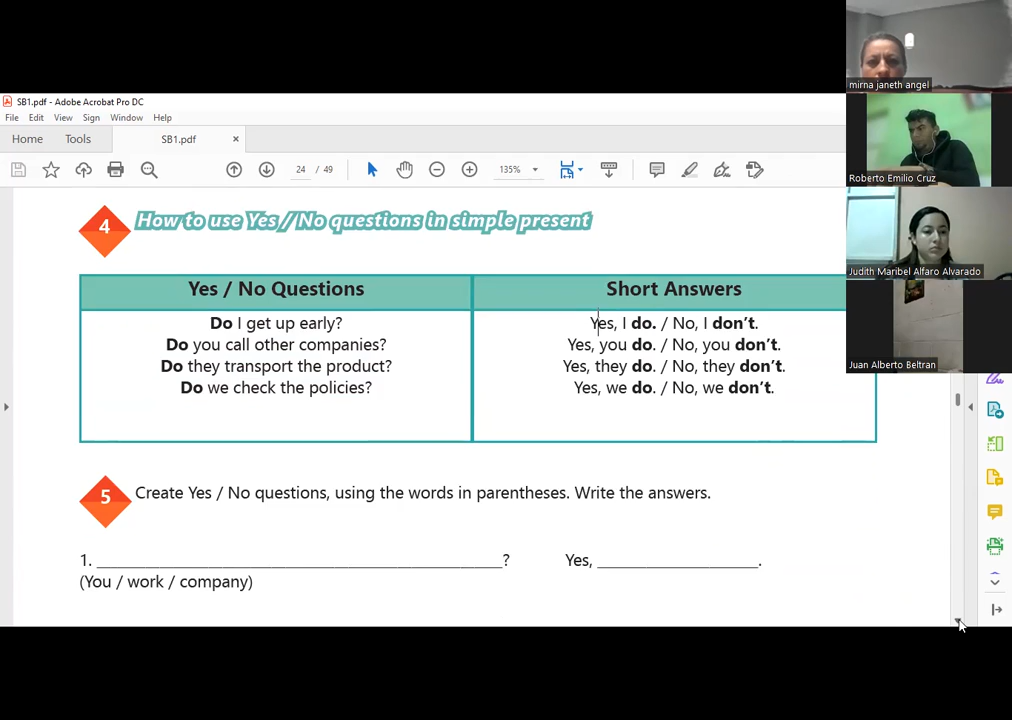 SB1.pdf - Adobe Acrobat Pro DC
File Edit View Sign Window Help
Home Tools SB1.pdf ×
24 / 49 135%
4 How to use Yes / No questions in simple present
Yes / No Questions
Do I get up early?
Do you call other companies?
Do they transport the product?
Do we check the policies?
Short Answers
Yes, I do. / No, I don't.
Yes, you do. / No, you don't.
Yes, they do. / No, they don't.
Yes, we do. / No, we don't.
5 Create Yes / No questions, using the words in parentheses. Write the answers.
1. ______________________________________________? Yes, __________________.
(You / work / company)
mirna janeth angel
Roberto Emilio Cruz
Judith Maribel Alfaro Alvarado
Juan Alberto Beltran